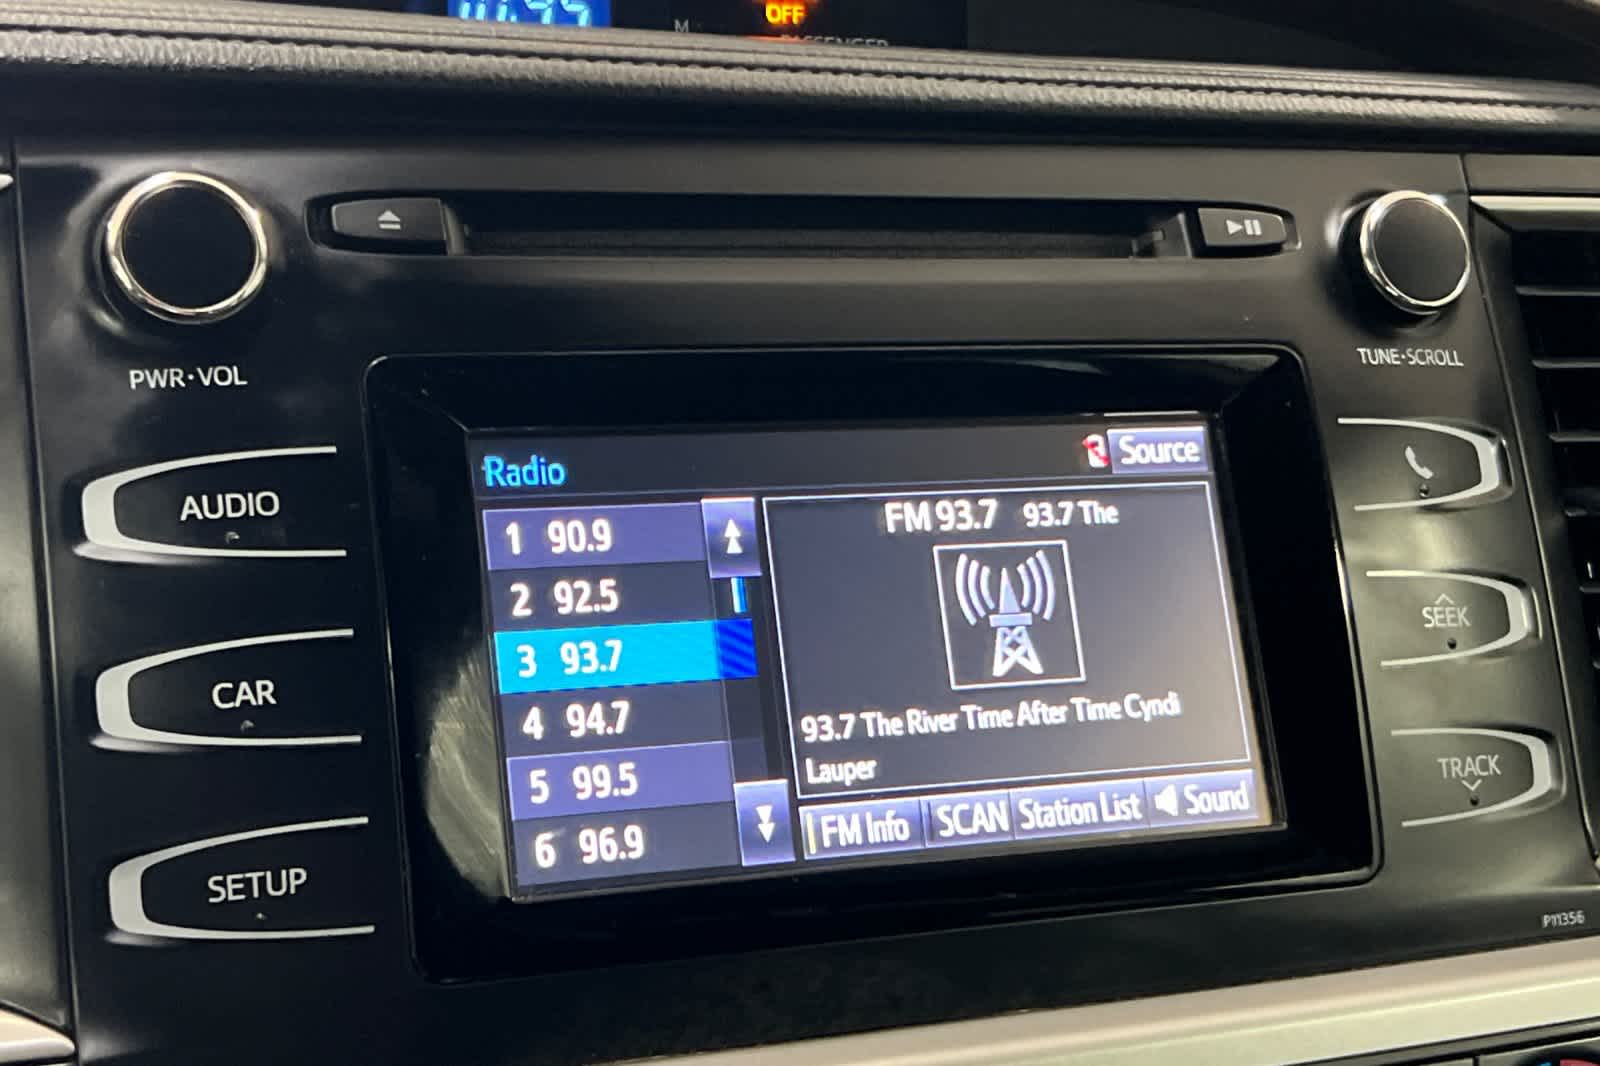 OFF
PASSENGER
PWR·VOL
TUNE·SCROLL
AUDIO
CAR
SETUP
Radio
Source
1 90.9
2 92.5
3 93.7
4 94.7
5 99.5
6 96.9
FM 93.7 93.7 The
93.7 The River Time After Time Cyndi
Lauper
FM Info
SCAN
Station List
Sound
SEEK
TRACK
P11356